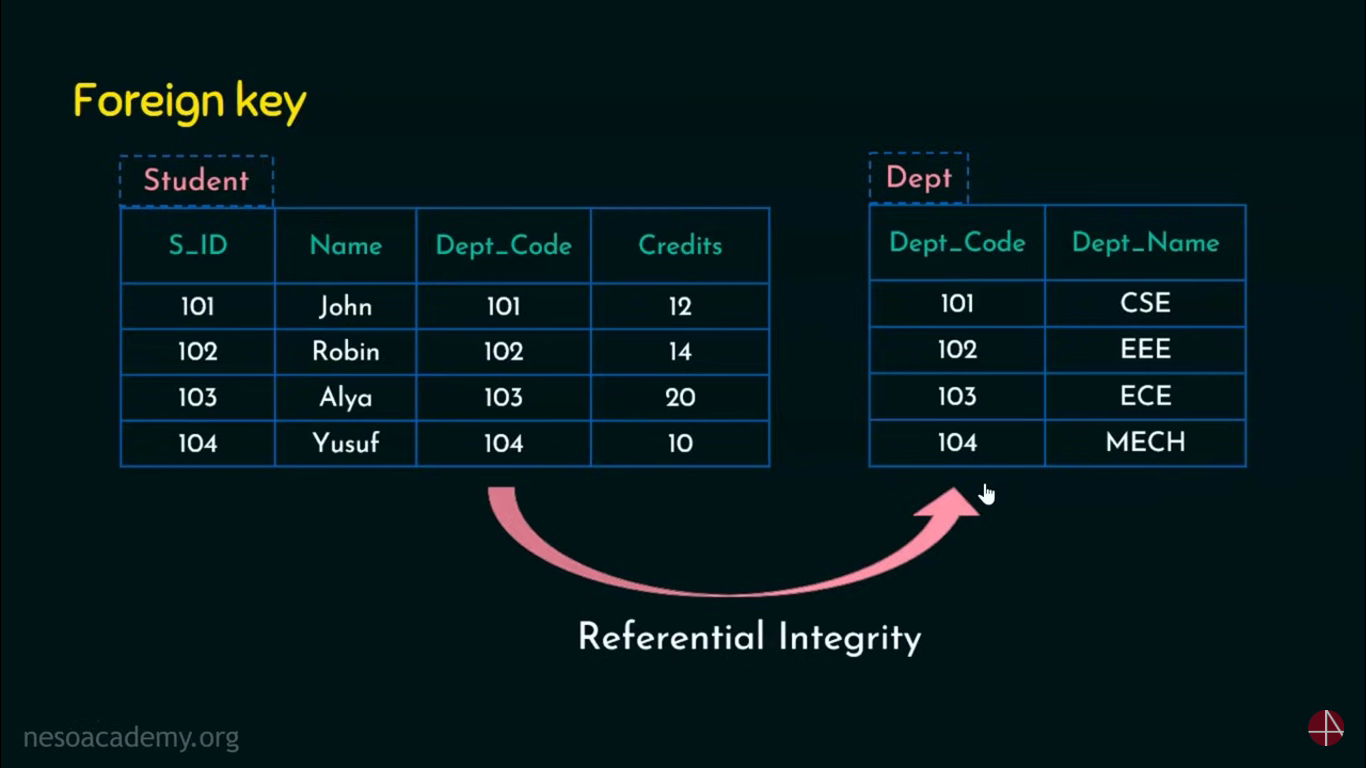 Foreign key
Student
S_ID Name Dept_Code Credits
101 John 101 12
102 Robin 102 14
103 Alya 103 20
104 Yusuf 104 10
Dept
Dept_Code Dept_Name
101 CSE
102 EEE
103 ECE
104 MECH
Referential Integrity
nesoacademy.org